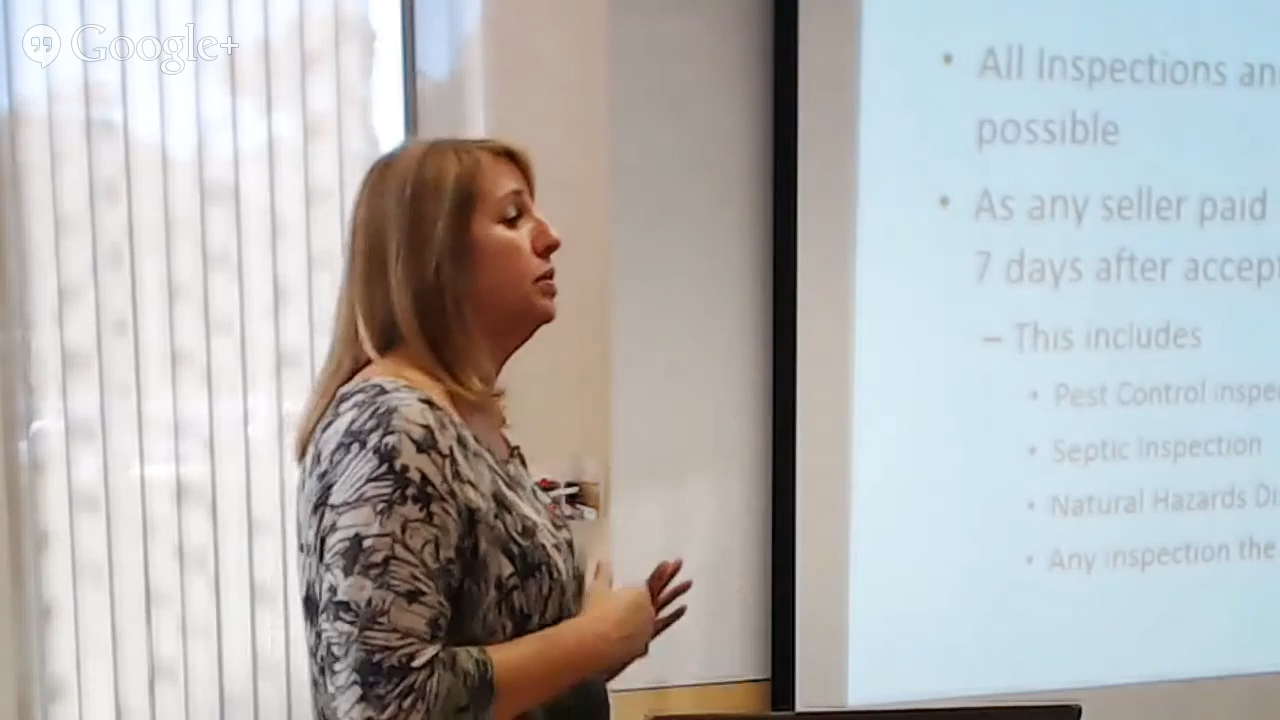 Google+
• All Inspections an
possible
• As any seller paid
7 days after accept
– This includes
• Pest Control inspe
• Septic Inspection
• Natural Hazards Di
• Any inspection the